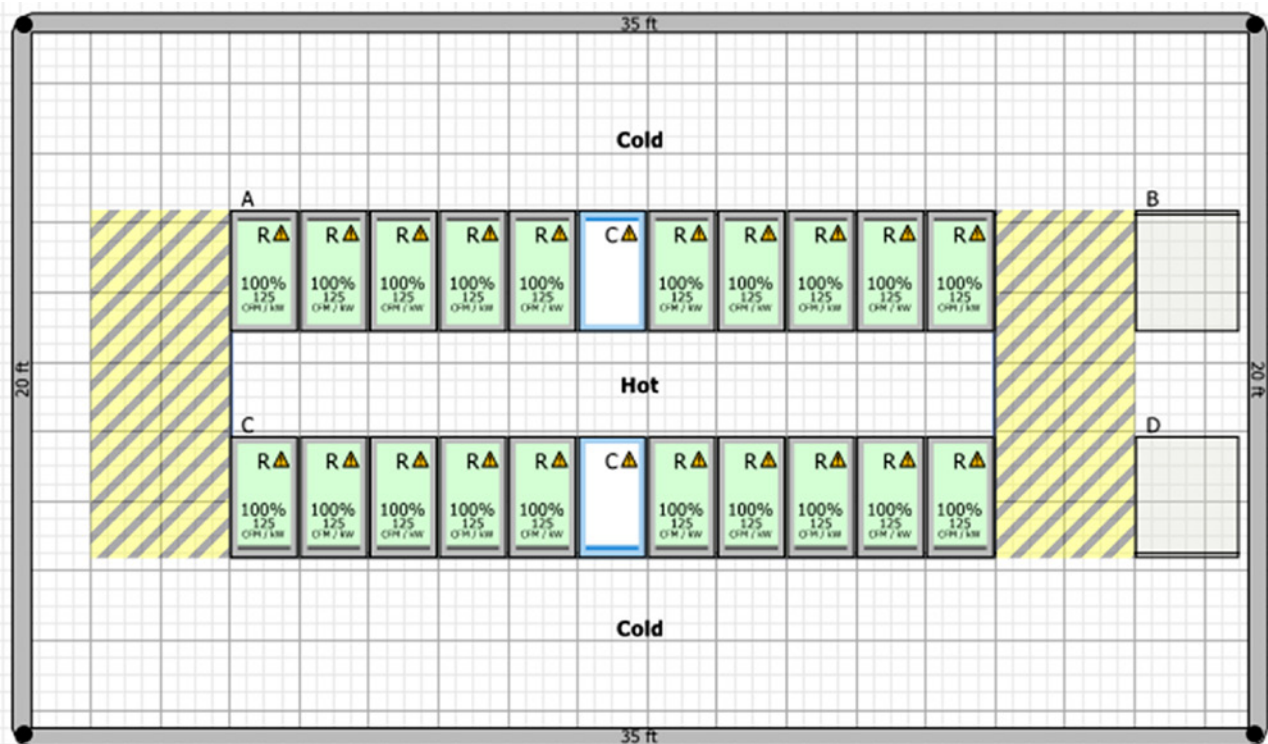 35 ft
Cold
A B
R R R R R C R R R R R
100% 100% 100% 100% 100% 100% 100% 100% 100% 100%
125 125 125 125 125 125 125 125 125 125
CFM / kW CFM / kW CFM / kW CFM / kW CFM / kW CFM / kW CFM / kW CFM / kW CFM / kW CFM / kW
20 ft Hot 20 ft
C D
R R R R R C R R R R R
100% 100% 100% 100% 100% 100% 100% 100% 100% 100%
125 125 125 125 125 125 125 125 125 125
CFM / kW CFM / kW CFM / kW CFM / kW CFM / kW CFM / kW CFM / kW CFM / kW CFM / kW CFM / kW
Cold
35 ft